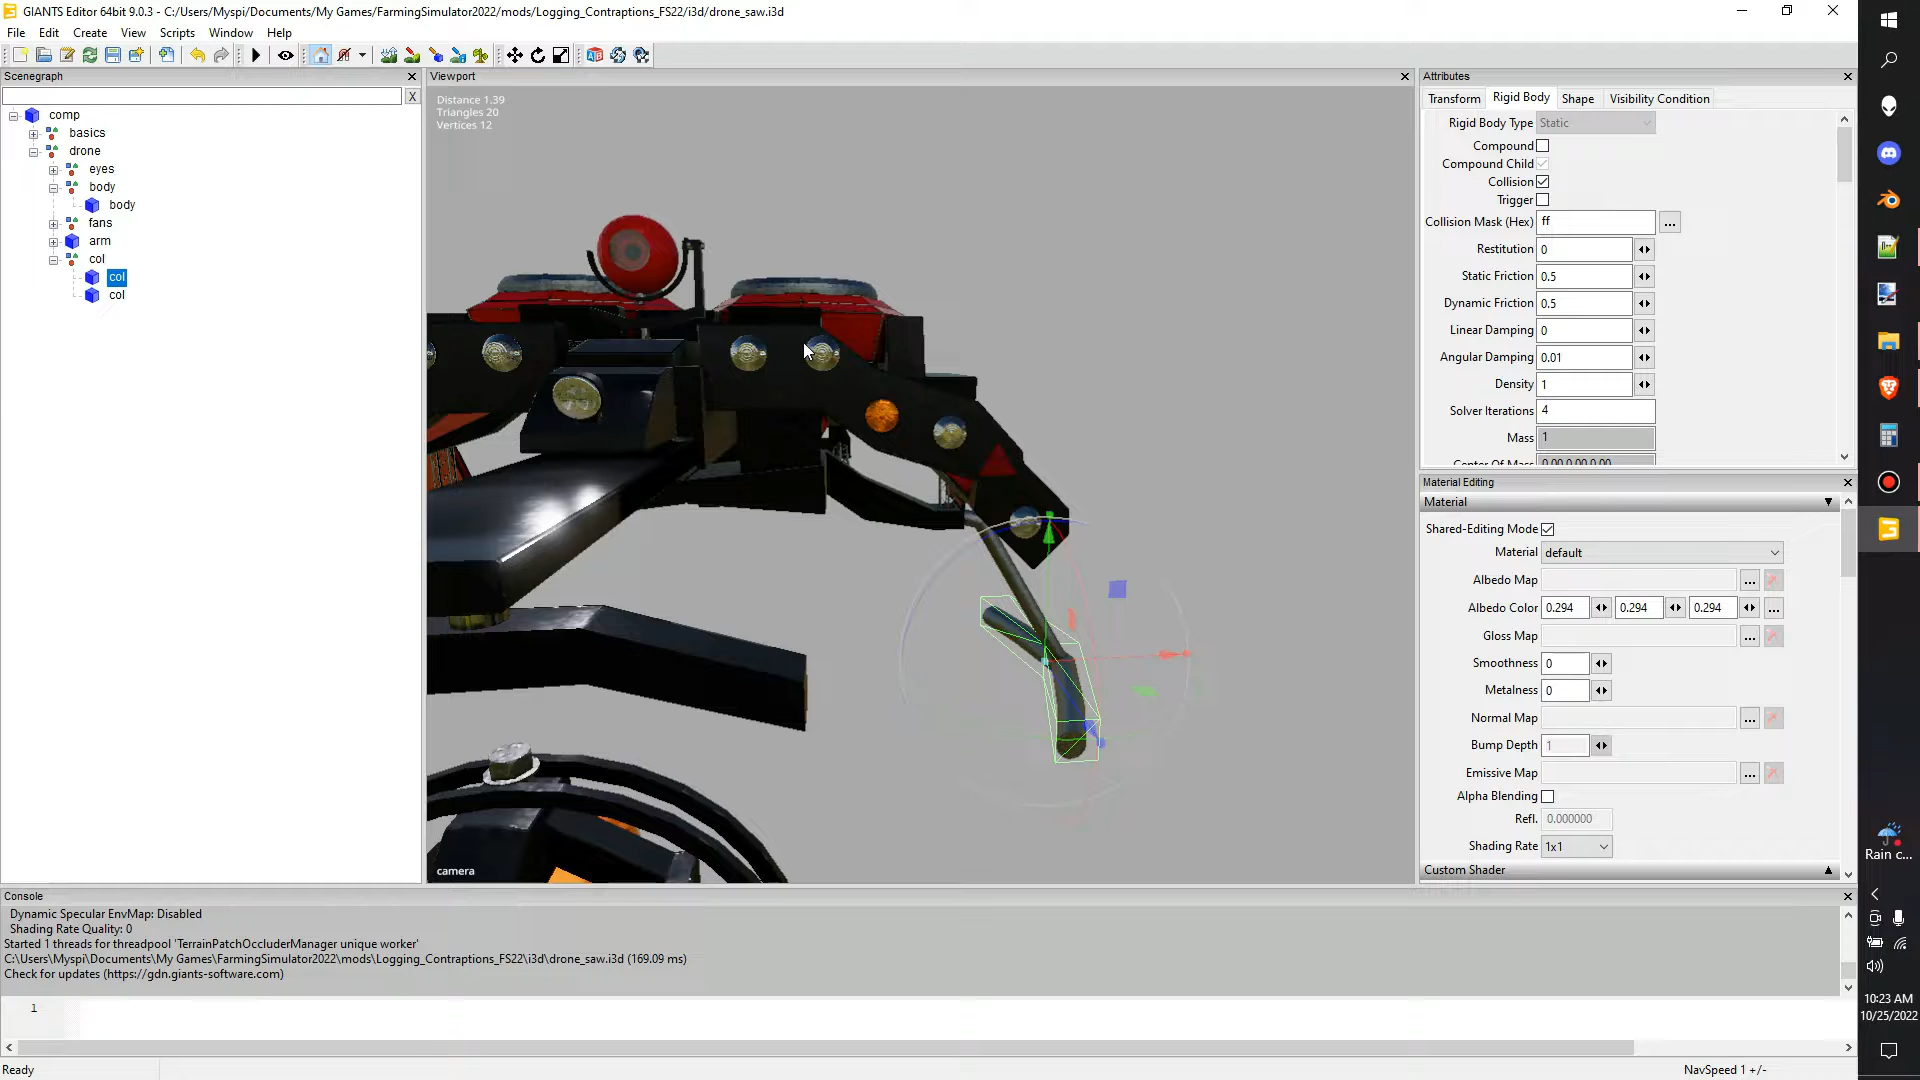 GIANTS Editor 64bit 9.0.3 - C:/Users/Myspi/Documents/My Games/FarmingSimulator2022/mods/Logging_Contraptions_FS22/i3d/drone_saw.i3d
File Edit Create View Scripts Window Help
Scenegraph
X
comp
basics
drone
eyes
body
body
fans
arm
col
col
col
Viewport
Distance 1.39
Triangles 20
Vertices 12
camera
Attributes
Transform Rigid Body Shape Visibility Condition
Rigid Body Type Static
Compound
Compound Child
Collision
Trigger
Collision Mask (Hex) ff ...
Restitution 0
Static Friction 0.5
Dynamic Friction 0.5
Linear Damping 0
Angular Damping 0.01
Density 1
Solver Iterations 4
Mass 1
Center Of Mass 0.00 0.00 0.00
Material Editing
Material
Shared-Editing Mode
Material default
Albedo Map ...
Albedo Color 0.294 0.294 0.294 ...
Gloss Map ...
Smoothness 0
Metalness 0
Normal Map ...
Bump Depth 1
Emissive Map ...
Alpha Blending
Refl. 0.000000
Shading Rate 1x1
Custom Shader
Console
Dynamic Specular EnvMap: Disabled
Shading Rate Quality: 0
Started 1 threads for threadpool 'TerrainPatchOccluderManager unique worker'
C:\Users\Myspi\Documents\My Games\FarmingSimulator2022\mods\Logging_Contraptions_FS22\i3d\drone_saw.i3d (169.09 ms)
Check for updates (https://gdn.giants-software.com)
1
Ready
NavSpeed 1 +/-
Rain c...
10:23 AM
10/25/2022